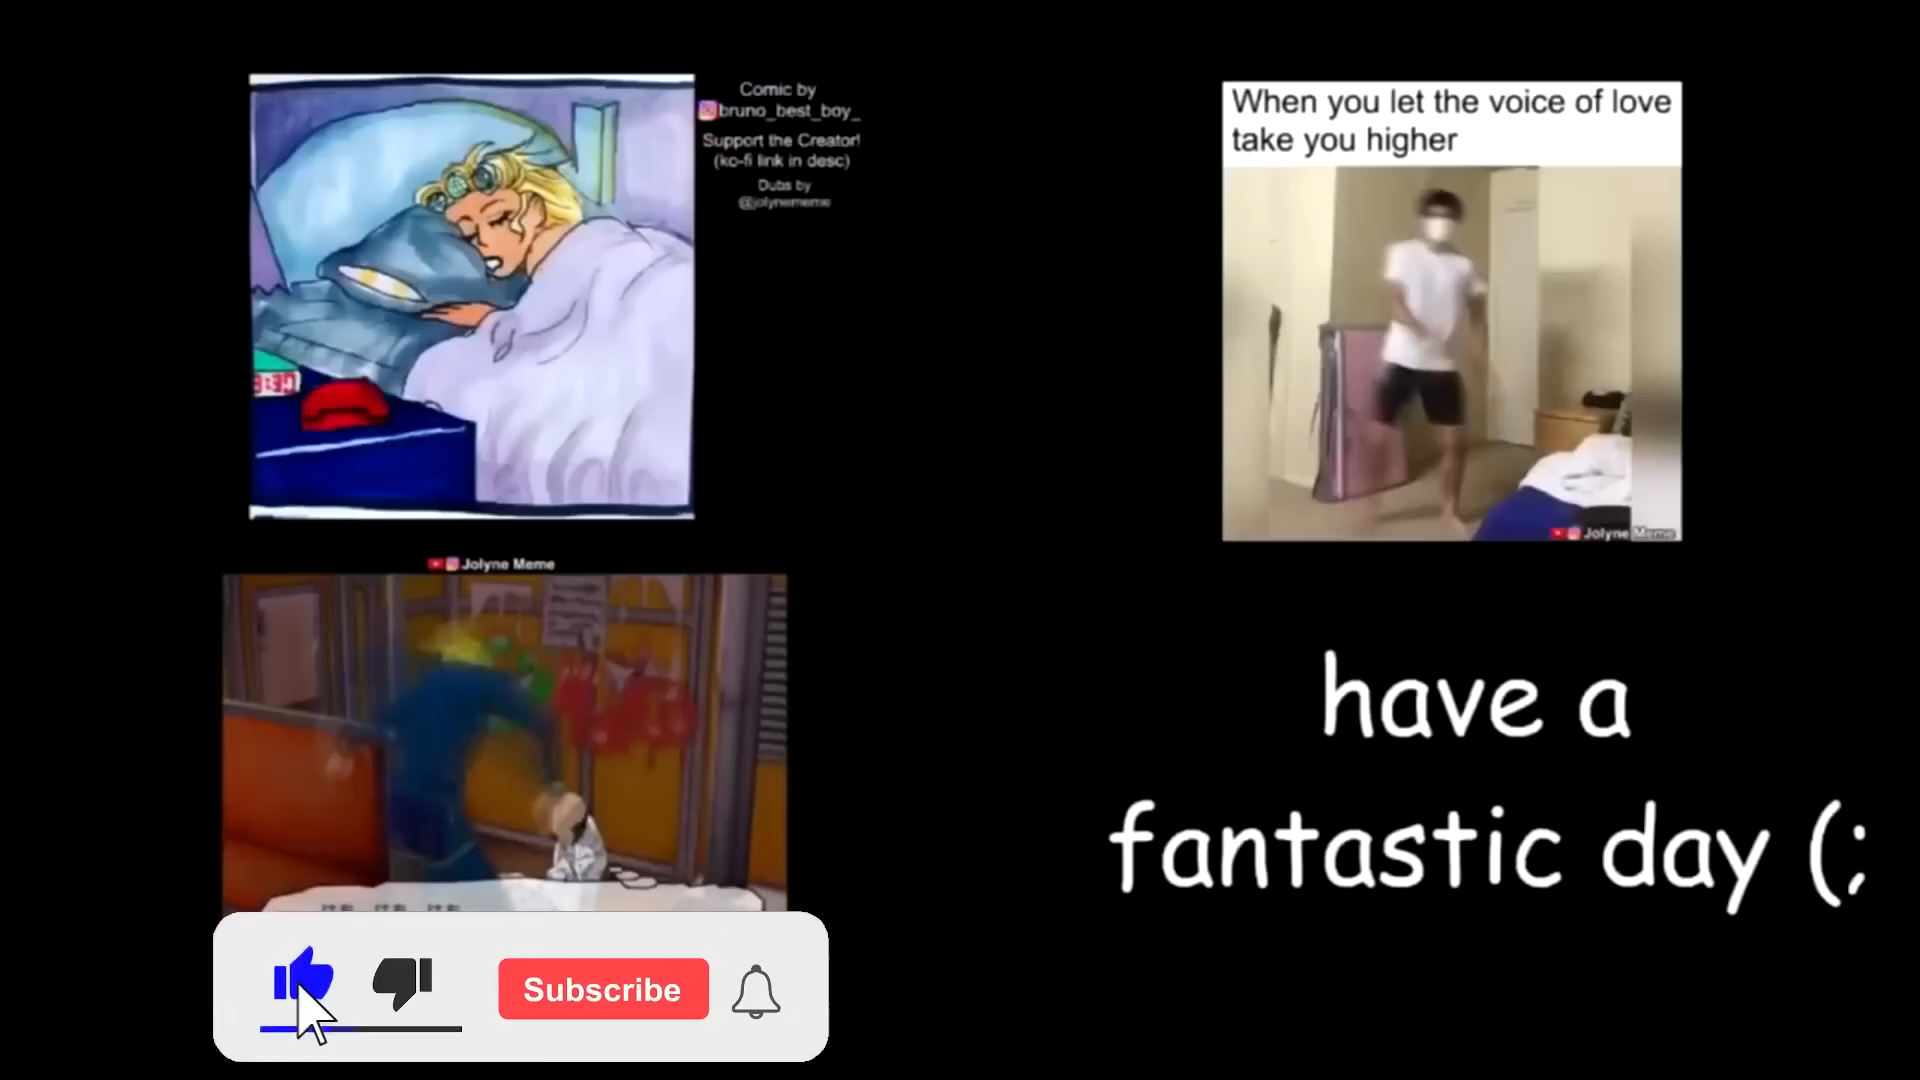 Comic by
bruno_best_boy_
Support the Creator!
(ko-fi link in desc)
Dubs by
@jolynememe
When you let the voice of love
take you higher
Jolyne Meme
Jolyne Meme
have a
fantastic day (;
Subscribe